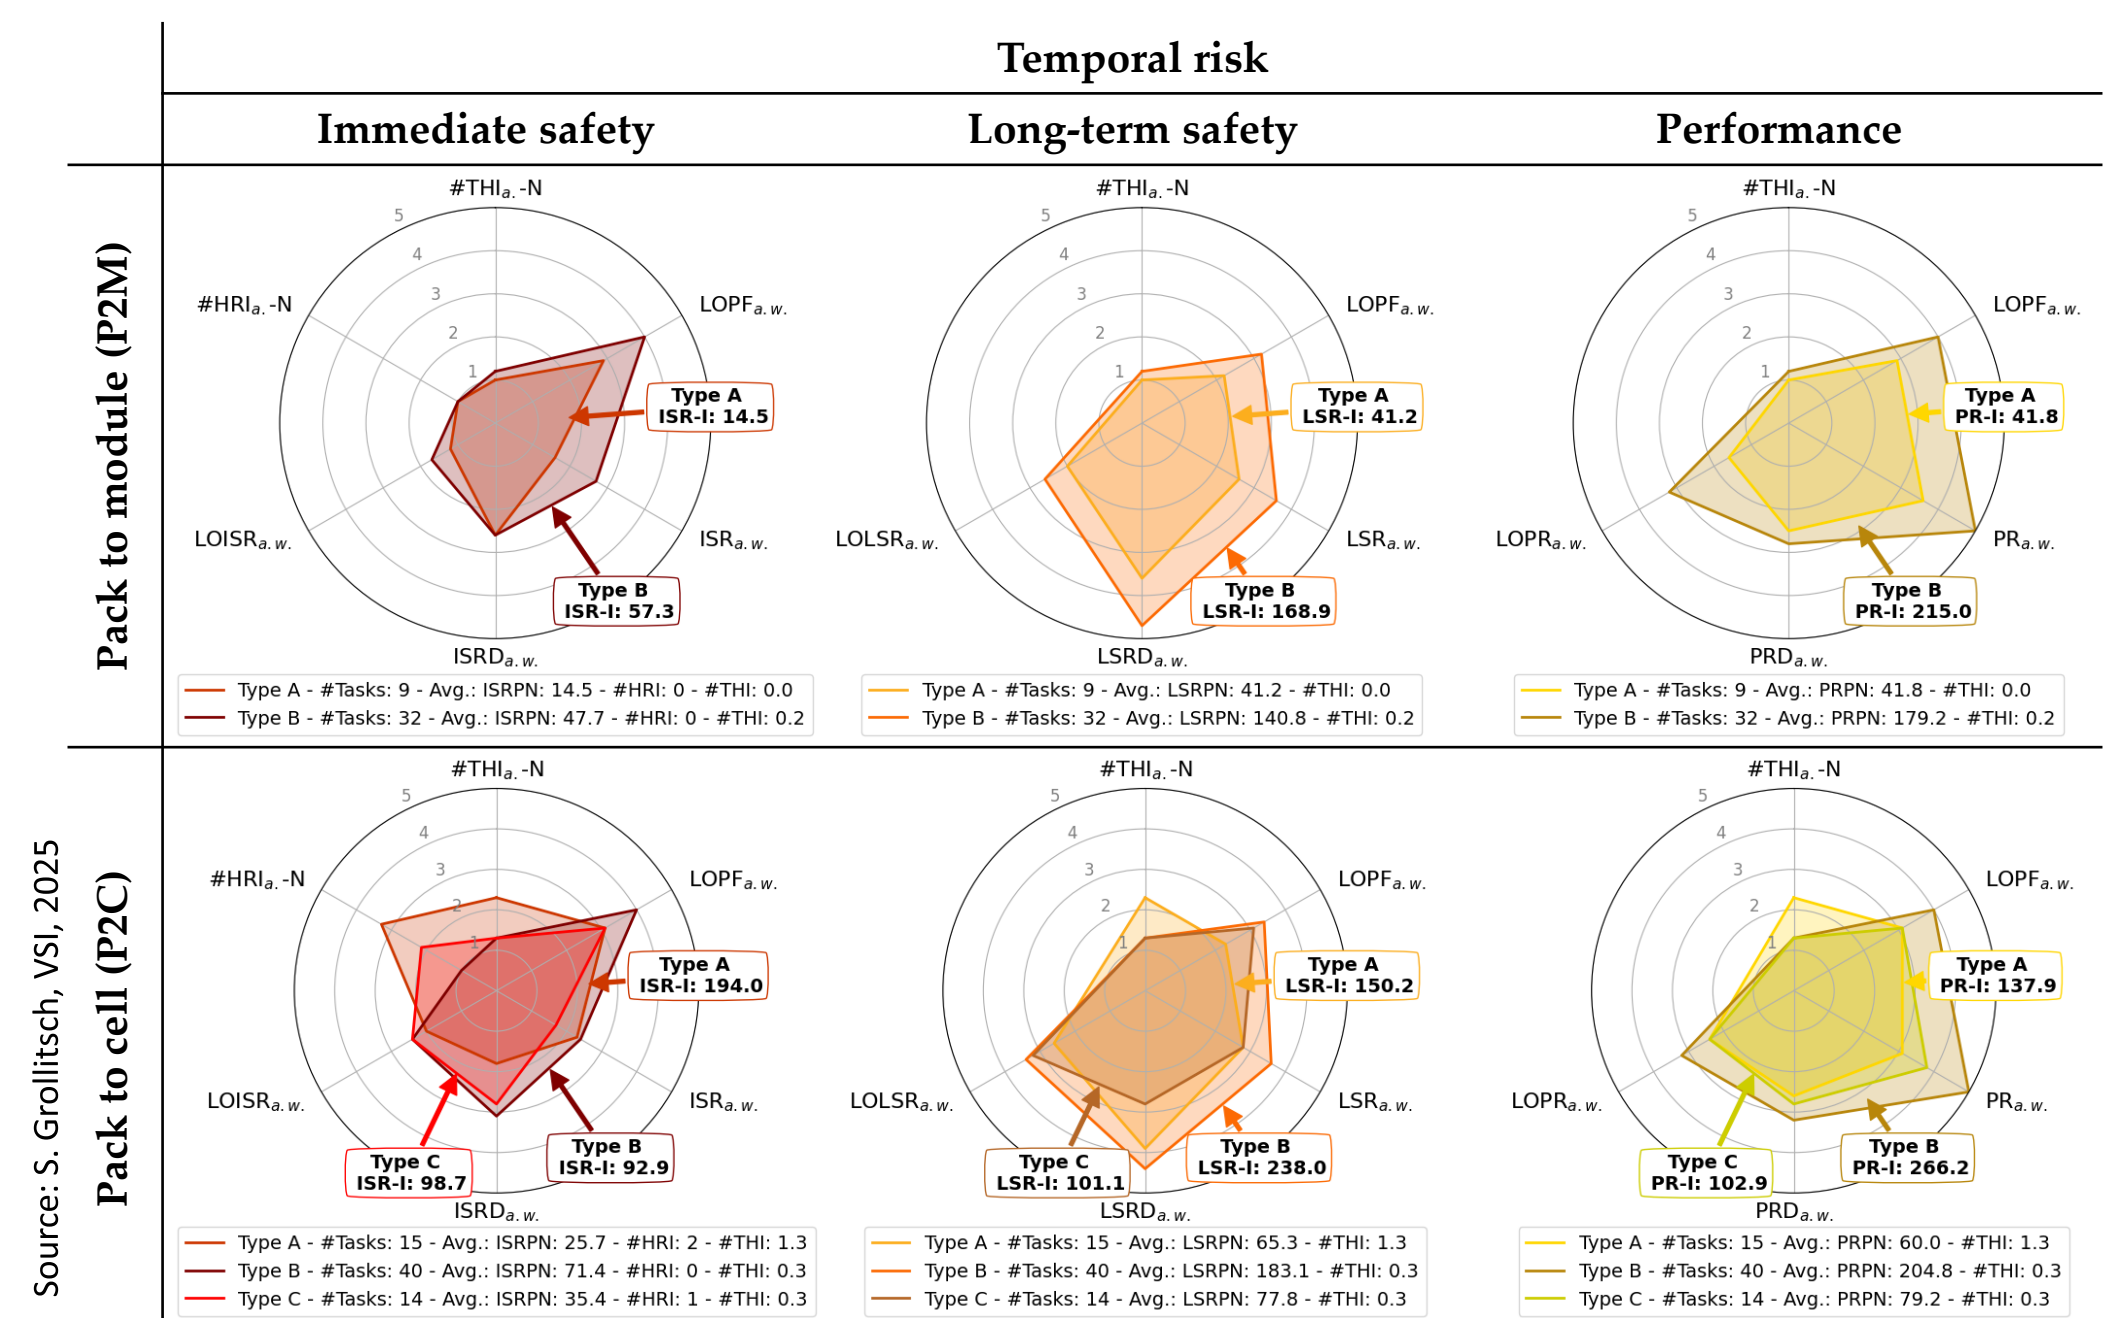 Temporal risk
Immediate safety
Long-term safety
Performance
Pack to module (P2M)
#THIa.-N
5
4
3
2
1
#HRIa.-N
LOPFa.w.
Type A
ISR-I: 14.5
LOISRa.w.
ISRa.w.
Type B
ISR-I: 57.3
ISRDa.w.
Type A - #Tasks: 9 - Avg.: ISRPN: 14.5 - #HRI: 0 - #THI: 0.0
Type B - #Tasks: 32 - Avg.: ISRPN: 47.7 - #HRI: 0 - #THI: 0.2
#THIa.-N
5
4
3
2
1
LOPFa.w.
Type A
LSR-I: 41.2
LOLSRa.w.
LSRa.w.
Type B
LSR-I: 168.9
LSRDa.w.
Type A - #Tasks: 9 - Avg.: LSRPN: 41.2 - #THI: 0.0
Type B - #Tasks: 32 - Avg.: LSRPN: 140.8 - #THI: 0.2
#THIa.-N
5
4
3
2
1
LOPFa.w.
Type A
PR-I: 41.8
LOPRa.w.
PRa.w.
Type B
PR-I: 215.0
PRDa.w.
Type A - #Tasks: 9 - Avg.: PRPN: 41.8 - #THI: 0.0
Type B - #Tasks: 32 - Avg.: PRPN: 179.2 - #THI: 0.2
Pack to cell (P2C)
#THIa.-N
5
4
3
2
1
#HRIa.-N
LOPFa.w.
Type A
ISR-I: 194.0
LOISRa.w.
ISRa.w.
Type B
ISR-I: 92.9
Type C
ISR-I: 98.7
ISRDa.w.
Type A - #Tasks: 15 - Avg.: ISRPN: 25.7 - #HRI: 2 - #THI: 1.3
Type B - #Tasks: 40 - Avg.: ISRPN: 71.4 - #HRI: 0 - #THI: 0.3
Type C - #Tasks: 14 - Avg.: ISRPN: 35.4 - #HRI: 1 - #THI: 0.3
#THIa.-N
5
4
3
2
1
LOPFa.w.
Type A
LSR-I: 150.2
LOLSRa.w.
LSRa.w.
Type B
LSR-I: 238.0
Type C
LSR-I: 101.1
LSRDa.w.
Type A - #Tasks: 15 - Avg.: LSRPN: 65.3 - #THI: 1.3
Type B - #Tasks: 40 - Avg.: LSRPN: 183.1 - #THI: 0.3
Type C - #Tasks: 14 - Avg.: LSRPN: 77.8 - #THI: 0.3
#THIa.-N
5
4
3
2
1
LOPFa.w.
Type A
PR-I: 137.9
LOPRa.w.
PRa.w.
Type B
PR-I: 266.2
Type C
PR-I: 102.9
PRDa.w.
Type A - #Tasks: 15 - Avg.: PRPN: 60.0 - #THI: 1.3
Type B - #Tasks: 40 - Avg.: PRPN: 204.8 - #THI: 0.3
Type C - #Tasks: 14 - Avg.: PRPN: 79.2 - #THI: 0.3
Source: S. Grollitsch, VSI, 2025